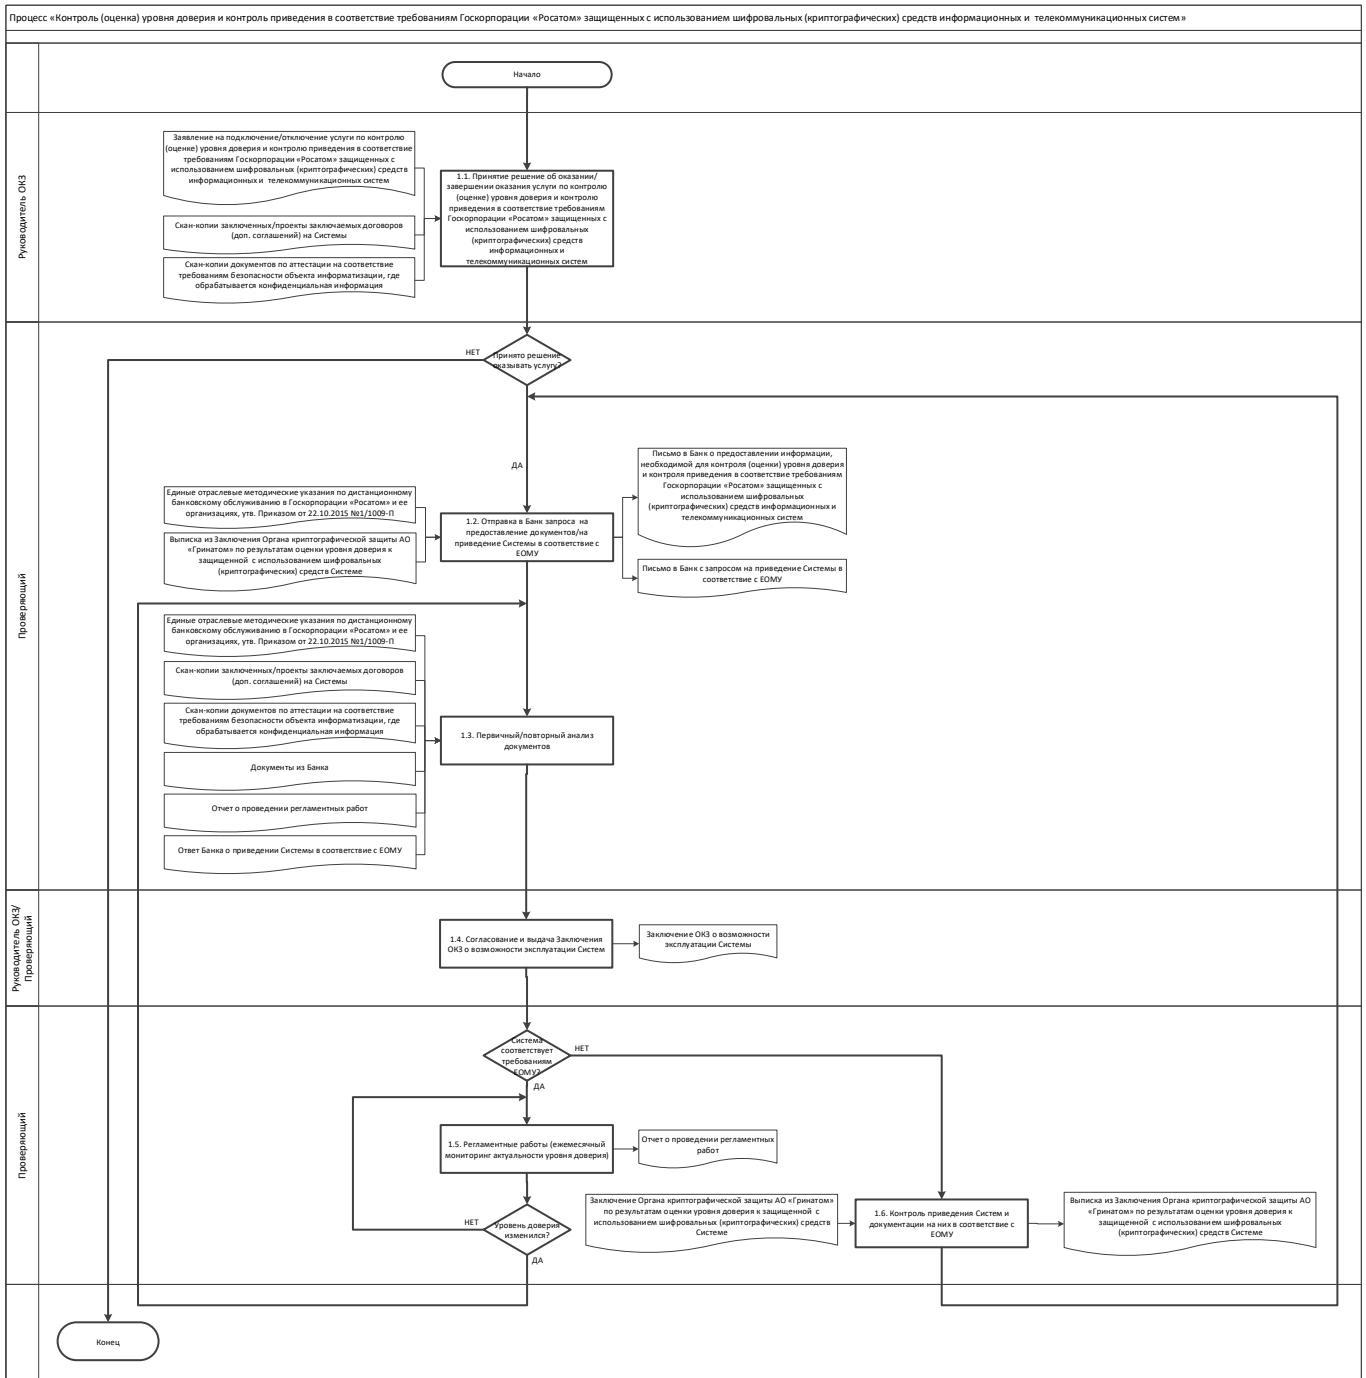 Процесс «Контроль (оценка) уровня доверия и контроль приведения в соответствие требованиям Госкорпорации «Росатом» защищенных с использованием шифровальных (криптографических) средств информационных и телекоммуникационных систем»
Начало
Руководитель ОКЗ
Заявление на подключение/отключение услуги по контролю
(оценке) уровня доверия и контролю приведения в соответствие
требованиям Госкорпорации «Росатом» защищенных с
использованием шифровальных (криптографических) средств
информационных и телекоммуникационных систем
Скан-копии заключенных/проекты заключаемых договоров
(доп. соглашений) на Системы
Скан-копии документов по аттестации на соответствие
требованиям безопасности объекта информатизации, где
обрабатывается конфиденциальная информация
1.1. Принятие решение об оказании/
завершении оказания услуги по контролю
(оценке) уровня доверия и контролю
приведения в соответствие требованиям
Госкорпорации «Росатом» защищенных с
использованием шифровальных
(криптографических) средств
информационных и
телекоммуникационных систем
Проверяющий
НЕТ
Принято решение
оказывать услугу?
ДА
Единые отраслевые методические указания по дистанционному
банковскому обслуживанию в Госкорпорации «Росатом» и ее
организациях, утв. Приказом от 22.10.2015 №1/1009-П
Выписка из Заключения Органа криптографической защиты АО
«Гринатом» по результатам оценки уровня доверия к
защищенной с использованием шифровальных
(криптографических) средств Системе
1.2. Отправка в Банк запроса на
предоставление документов/на
приведение Системы в соответствие с
ЕОМУ
Письмо в Банк о предоставлении информации,
необходимой для контроля (оценки) уровня доверия
и контроля приведения в соответствие требованиям
Госкорпорации «Росатом» защищенных с
использованием шифровальных
(криптографических) средств информационных и
телекоммуникационных систем
Письмо в Банк с запросом на приведение Системы в
соответствие с ЕОМУ
Единые отраслевые методические указания по дистанционному
банковскому обслуживанию в Госкорпорации «Росатом» и ее
организациях, утв. Приказом от 22.10.2015 №1/1009-П
Скан-копии заключенных/проекты заключаемых договоров
(доп. соглашений) на Системы
Скан-копии документов по аттестации на соответствие
требованиям безопасности объекта информатизации, где
обрабатывается конфиденциальная информация
Документы из Банка
Отчет о проведении регламентных работ
Ответ Банка о приведении Системы в соответствие с ЕОМУ
1.3. Первичный/повторный анализ
документов
Руководитель ОКЗ/
Проверяющий
1.4. Согласование и выдача Заключения
ОКЗ о возможности эксплуатации Систем
Заключение ОКЗ о возможности
эксплуатации Системы
Проверяющий
Система
соответствует
требованиям
ЕОМУ?
НЕТ
ДА
1.5. Регламентные работы (ежемесячный
мониторинг актуальности уровня доверия)
Отчет о проведении регламентных
работ
НЕТ
Уровень доверия
изменился?
ДА
Заключение Органа криптографической защиты АО «Гринатом»
по результатам оценки уровня доверия к защищенной с
использованием шифровальных (криптографических) средств
Системе
1.6. Контроль приведения Систем и
документации на них в соответствие с
ЕОМУ
Выписка из Заключения Органа криптографической защиты АО
«Гринатом» по результатам оценки уровня доверия к
защищенной с использованием шифровальных
(криптографических) средств Системе
Конец